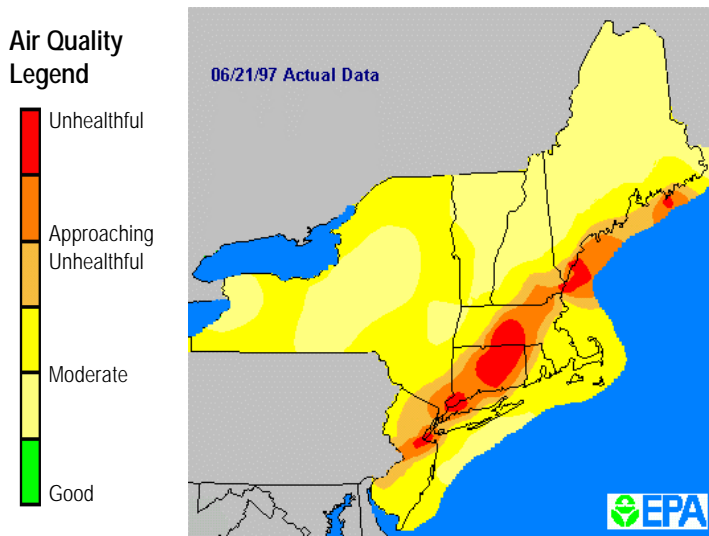 Air Quality
Legend
Unhealthful
Approaching
Unhealthful
Moderate
Good
06/21/97 Actual Data
EPA